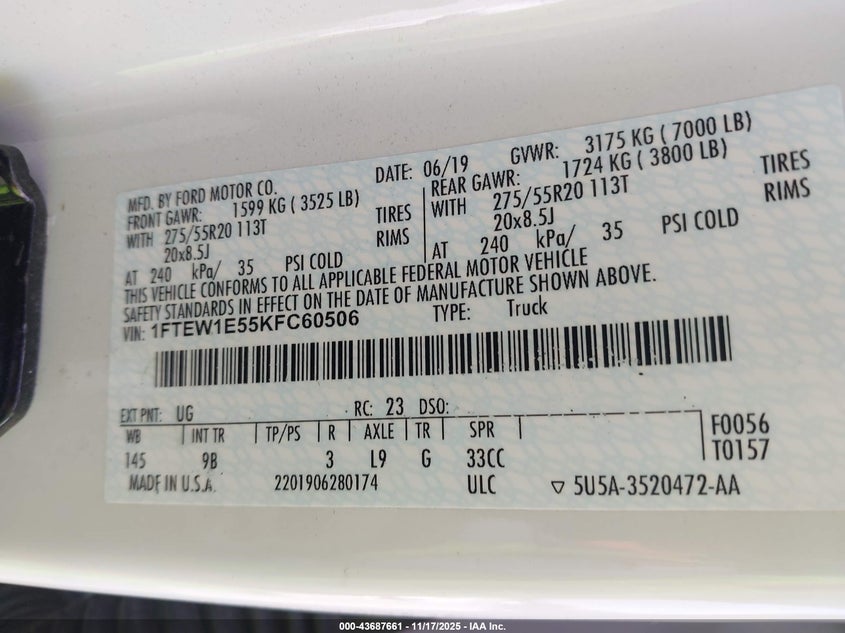 MFD. BY FORD MOTOR CO.
DATE: 06/19 GVWR: 3175 KG ( 7000 LB)
FRONT GAWR: 1599 KG ( 3525 LB)
REAR GAWR: 1724 KG ( 3800 LB)
WITH 275/55R20 113T TIRES
WITH 275/55R20 113T TIRES
20x8.5J RIMS
20x8.5J RIMS
AT 240 kPa/ 35 PSI COLD
AT 240 kPa/ 35 PSI COLD
THIS VEHICLE CONFORMS TO ALL APPLICABLE FEDERAL MOTOR VEHICLE
SAFETY STANDARDS IN EFFECT ON THE DATE OF MANUFACTURE SHOWN ABOVE.
VIN: 1FTEW1E55KFC60506 TYPE: Truck
EXT PNT: UG RC: 23 DSO:
WB INT TR TP/PS R AXLE TR SPR
F0056
145 9B 3 L9 G 33CC
T0157
MADE IN U.S.A. 2201906280174 ULC ▽ 5U5A-3520472-AA
000-43687661 - 11/17/2025 - IAA Inc.